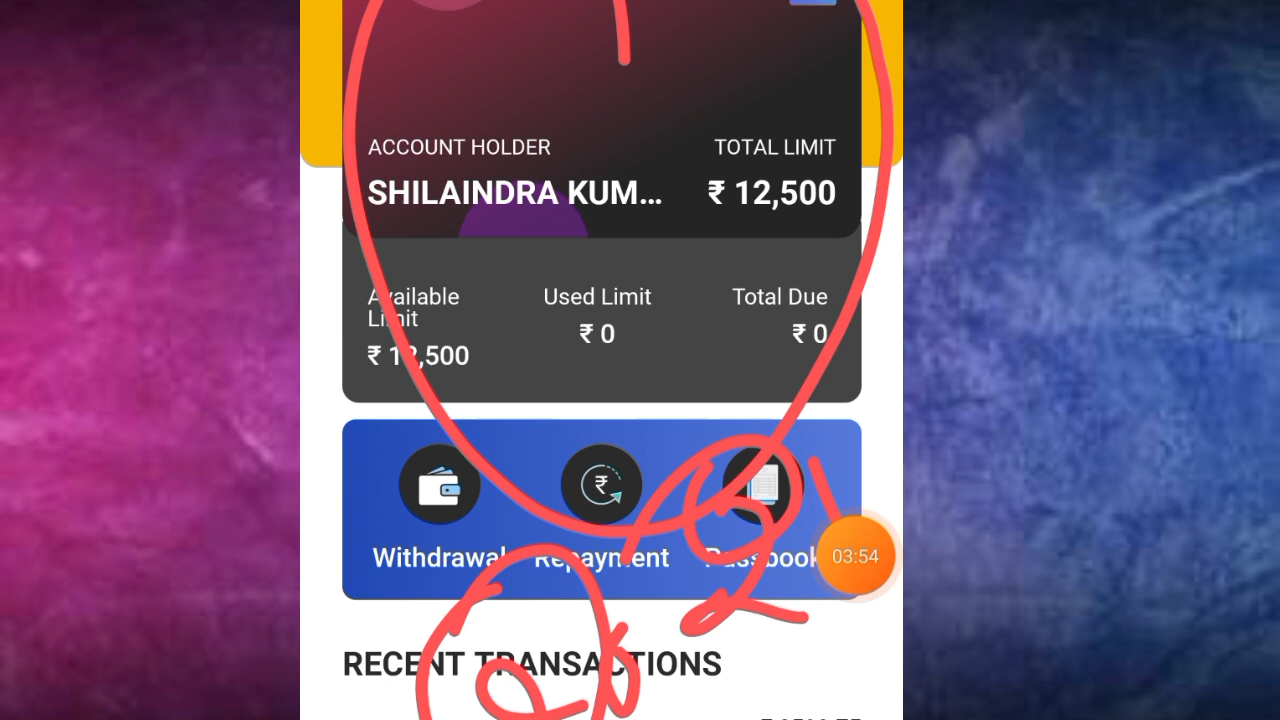 ACCOUNT HOLDER TOTAL LIMIT
SHILAINDRA KUM... ₹ 12,500
Available Used Limit Total Due
Limit ₹ 0 ₹ 0
₹ 12,500
Withdrawal Repayment Passbook
03:54
RECENT TRANSACTIONS